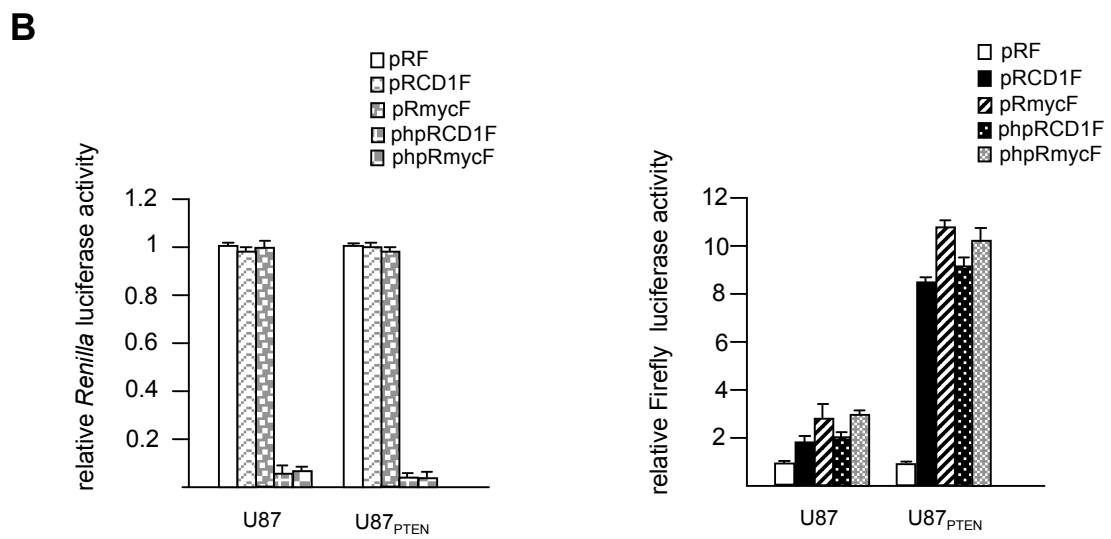 B
pRF
pRCD1F
pRmycF
phpRCD1F
phpRmycF
relative Renilla luciferase activity
1.2
1
0.8
0.6
0.4
0.2
U87
U87PTEN
pRF
pRCD1F
pRmycF
phpRCD1F
phpRmycF
relative Firefly luciferase activity
12
10
8
6
4
2
U87
U87PTEN